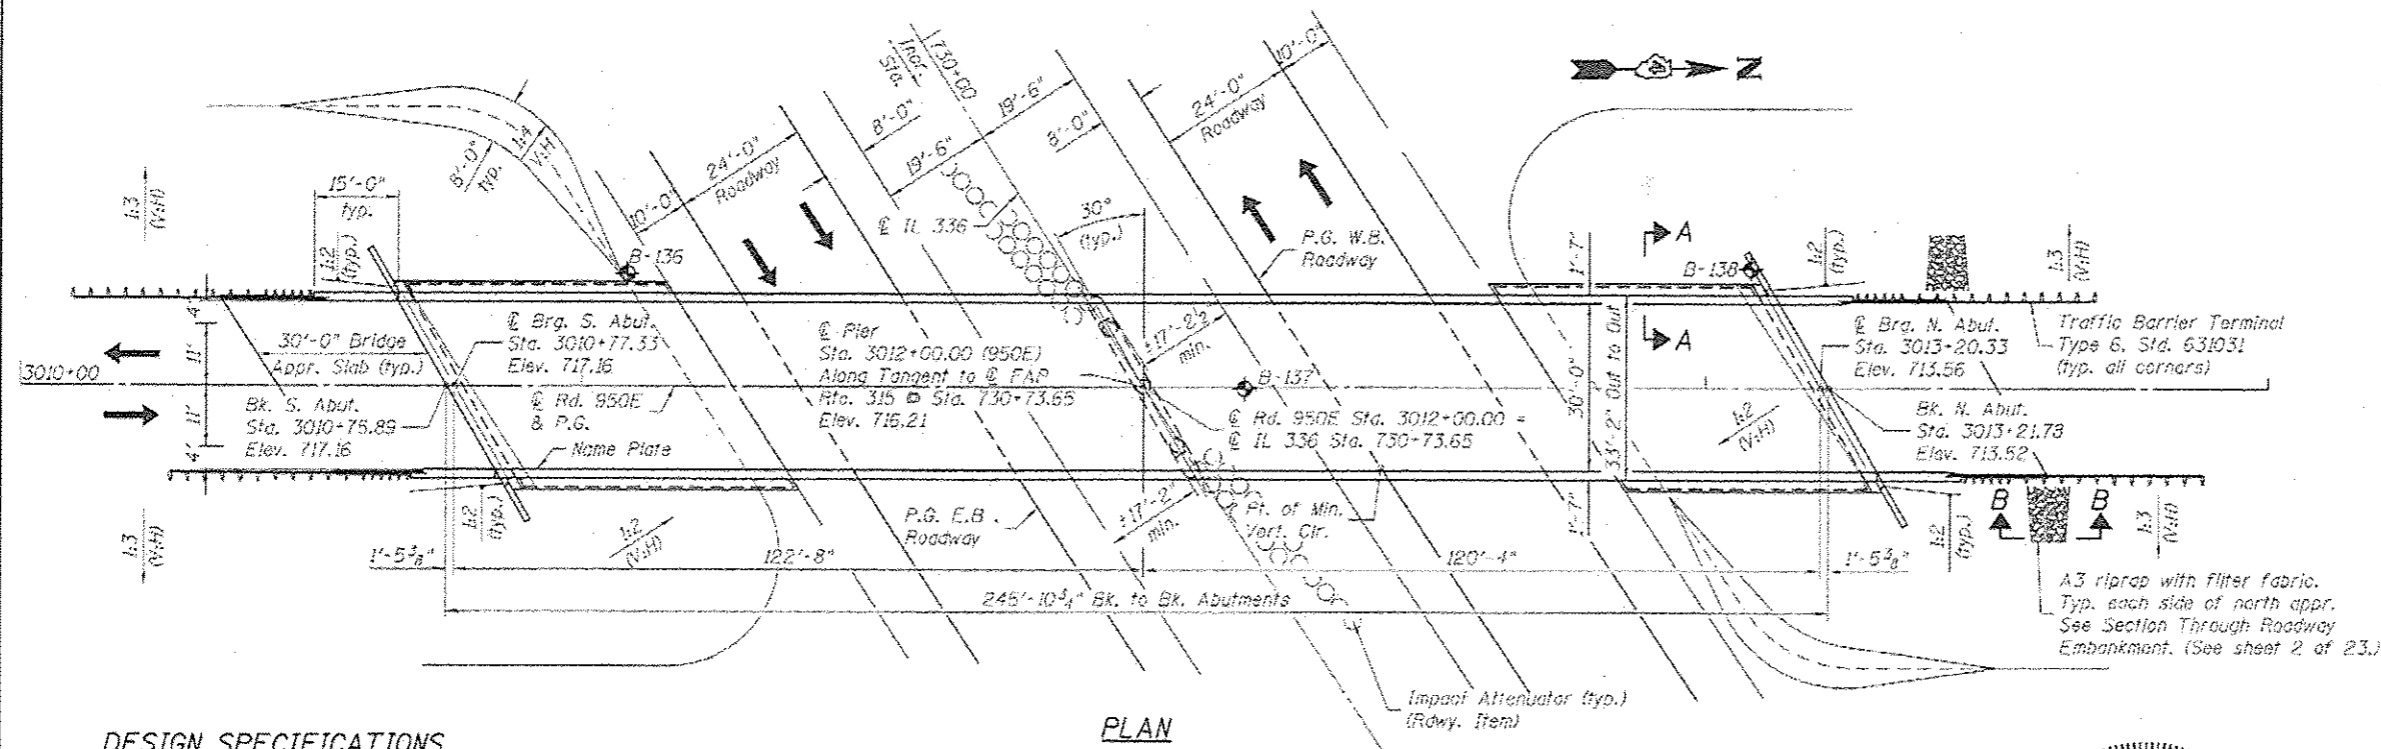 Incr.
Sta.
730+00
10'-0"
24'-0"
Roadway
8'-0"
19'-6"
19'-6"
8'-0"
24'-0"
Roadway
10'-0"
N
1:3
(V:H)
15'-0"
typ.
8'-0"
typ.
1:4
V:H
℄ IL 336
30°
(typ.)
P.G. W.B.
Roadway
1'-7"
A
A
B-136
B-138
1:2
(typ.)
1:2
(typ.)
1:3
(V:H)
4'
11'
11'
4'
3010+00
30'-0" Bridge
Appr. Slab (typ.)
Bk. S. Abut.
Sta. 3010+75.89
Elev. 717.16
℄ Brg. S. Abut.
Sta. 3010+77.33
Elev. 717.16
℄ Rd. 950E
& P.G.
Name Plate
℄ Pier
Sta. 3012+00.00 (950E)
Along Tangent to ℄ FAP
Rte. 315 @ Sta. 730+73.65
Elev. 716.21
±17'-2½
min.
B-137
℄ Rd. 950E Sta. 3012+00.00 =
℄ IL 336 Sta. 730+73.65
30'-0"
33'-2" Out to Out
1:2
(V:H)
℄ Brg. N. Abut.
Sta. 3013+20.33
Elev. 713.56
Traffic Barrier Terminal
Type 6, Std. 631031
(typ. all corners)
Bk. N. Abut.
Sta. 3013+21.78
Elev. 713.52
1:3
(V:H)
1:2
(typ.)
1:2
(V:H)
P.G. E.B.
Roadway
±17'-2"
min.
Pt. of Min.
Vert. Clr.
1'-7"
B
B
1:2
(typ.)
1:3
(V:H)
1'-5⅜"
122'-8"
120'-4"
1'-5⅜"
245'-10¾" Bk. to Bk. Abutments
A3 riprap with filter fabric.
Typ. each side of north appr.
See Section Through Roadway
Embankment. (See sheet 2 of 23.)
Impact Attenuator (typ.)
(Rdwy. Item)
PLAN
DESIGN SPECIFICATIONS